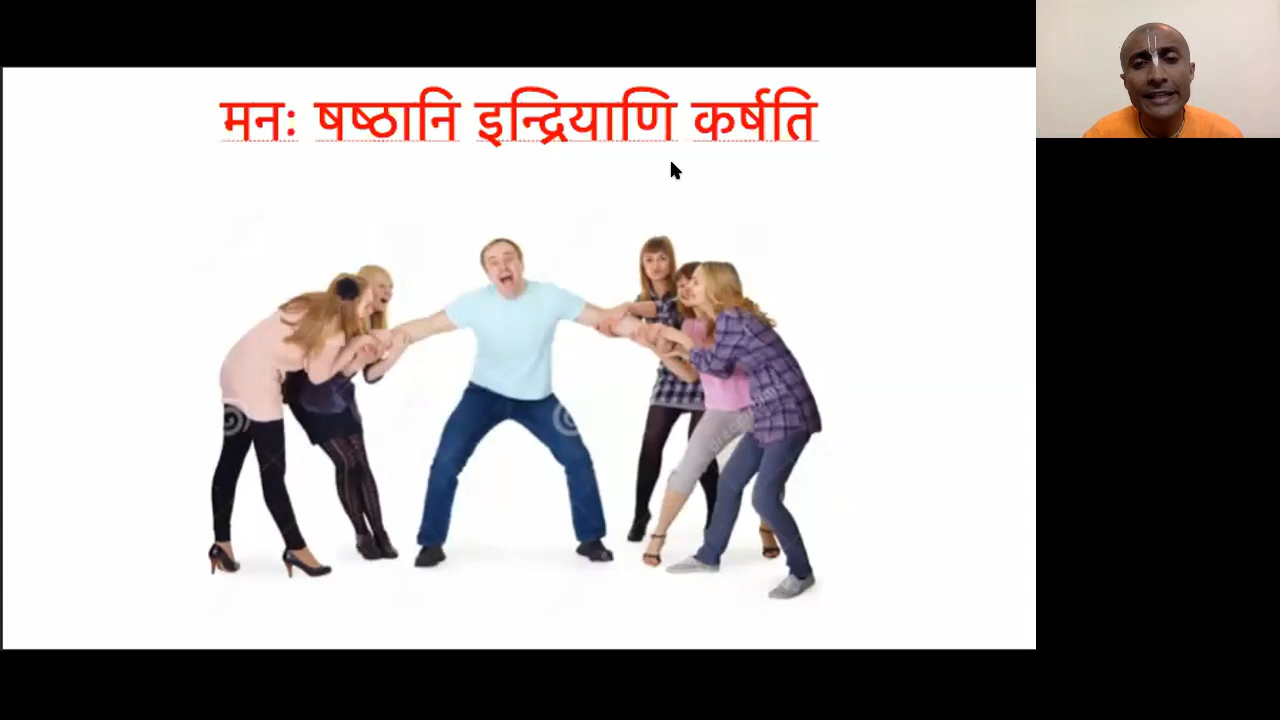 मनः षष्ठानि इन्द्रियाणि कर्षति